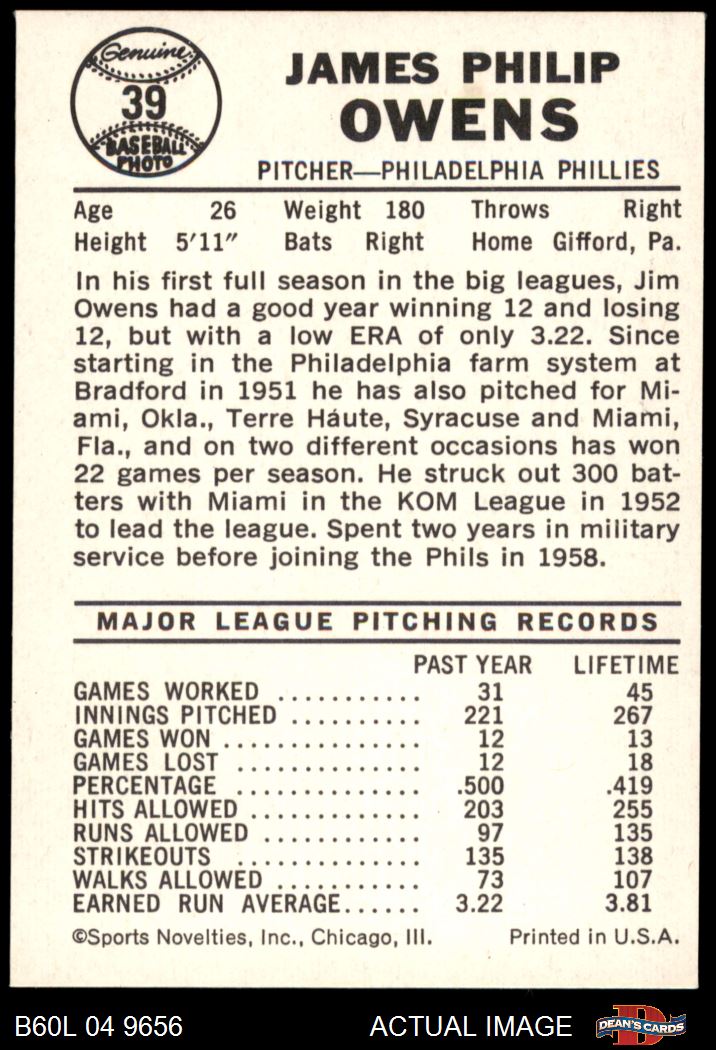 Genuine
39
BASEBALL
PHOTO
JAMES PHILIP
OWENS
PITCHER—PHILADELPHIA PHILLIES
Age 26 Weight 180 Throws Right
Height 5'11" Bats Right Home Gifford, Pa.
In his first full season in the big leagues, Jim
Owens had a good year winning 12 and losing
12, but with a low ERA of only 3.22. Since
starting in the Philadelphia farm system at
Bradford in 1951 he has also pitched for Mi-
ami, Okla., Terre Háute, Syracuse and Miami,
Fla., and on two different occasions has won
22 games per season. He struck out 300 bat-
ters with Miami in the KOM League in 1952
to lead the league. Spent two years in military
service before joining the Phils in 1958.
MAJOR LEAGUE PITCHING RECORDS
PAST YEAR LIFETIME
GAMES WORKED ........... 31 45
INNINGS PITCHED .......... 221 267
GAMES WON ............... 12 13
GAMES LOST .............. 12 18
PERCENTAGE .............. .500 .419
HITS ALLOWED ............. 203 255
RUNS ALLOWED ............ 97 135
STRIKEOUTS .............. 135 138
WALKS ALLOWED ........... 73 107
EARNED RUN AVERAGE...... 3.22 3.81
©Sports Novelties, Inc., Chicago, Ill. Printed in U.S.A.
B60L 04 9656 ACTUAL IMAGE D DEAN'S CARDS